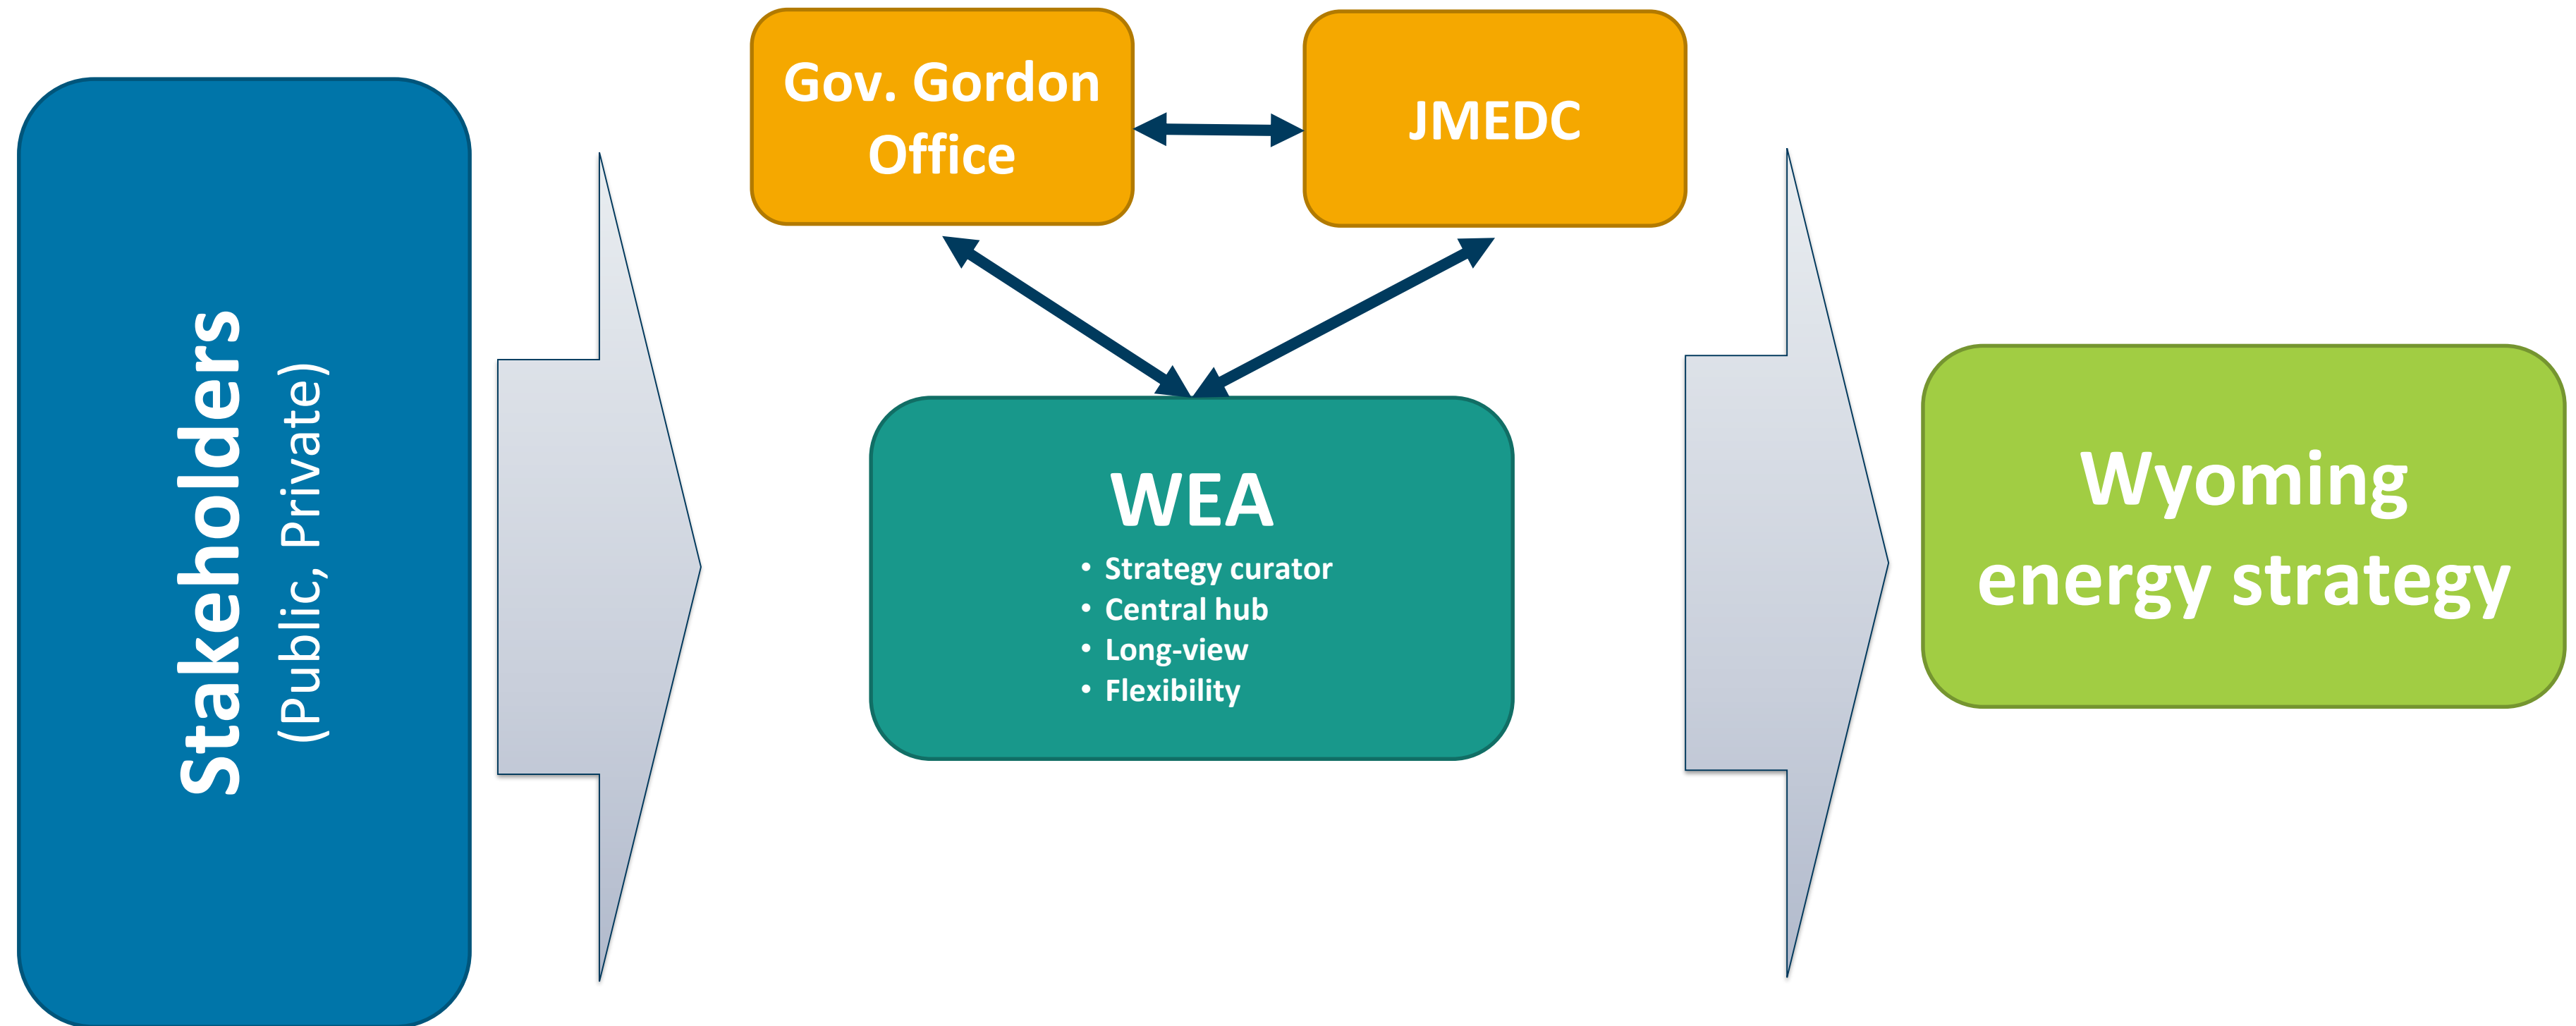 Stakeholders
(Public, Private)
Gov. Gordon
Office
JMEDC
WEA
• Strategy curator
• Central hub
• Long-view
• Flexibility
Wyoming
energy strategy